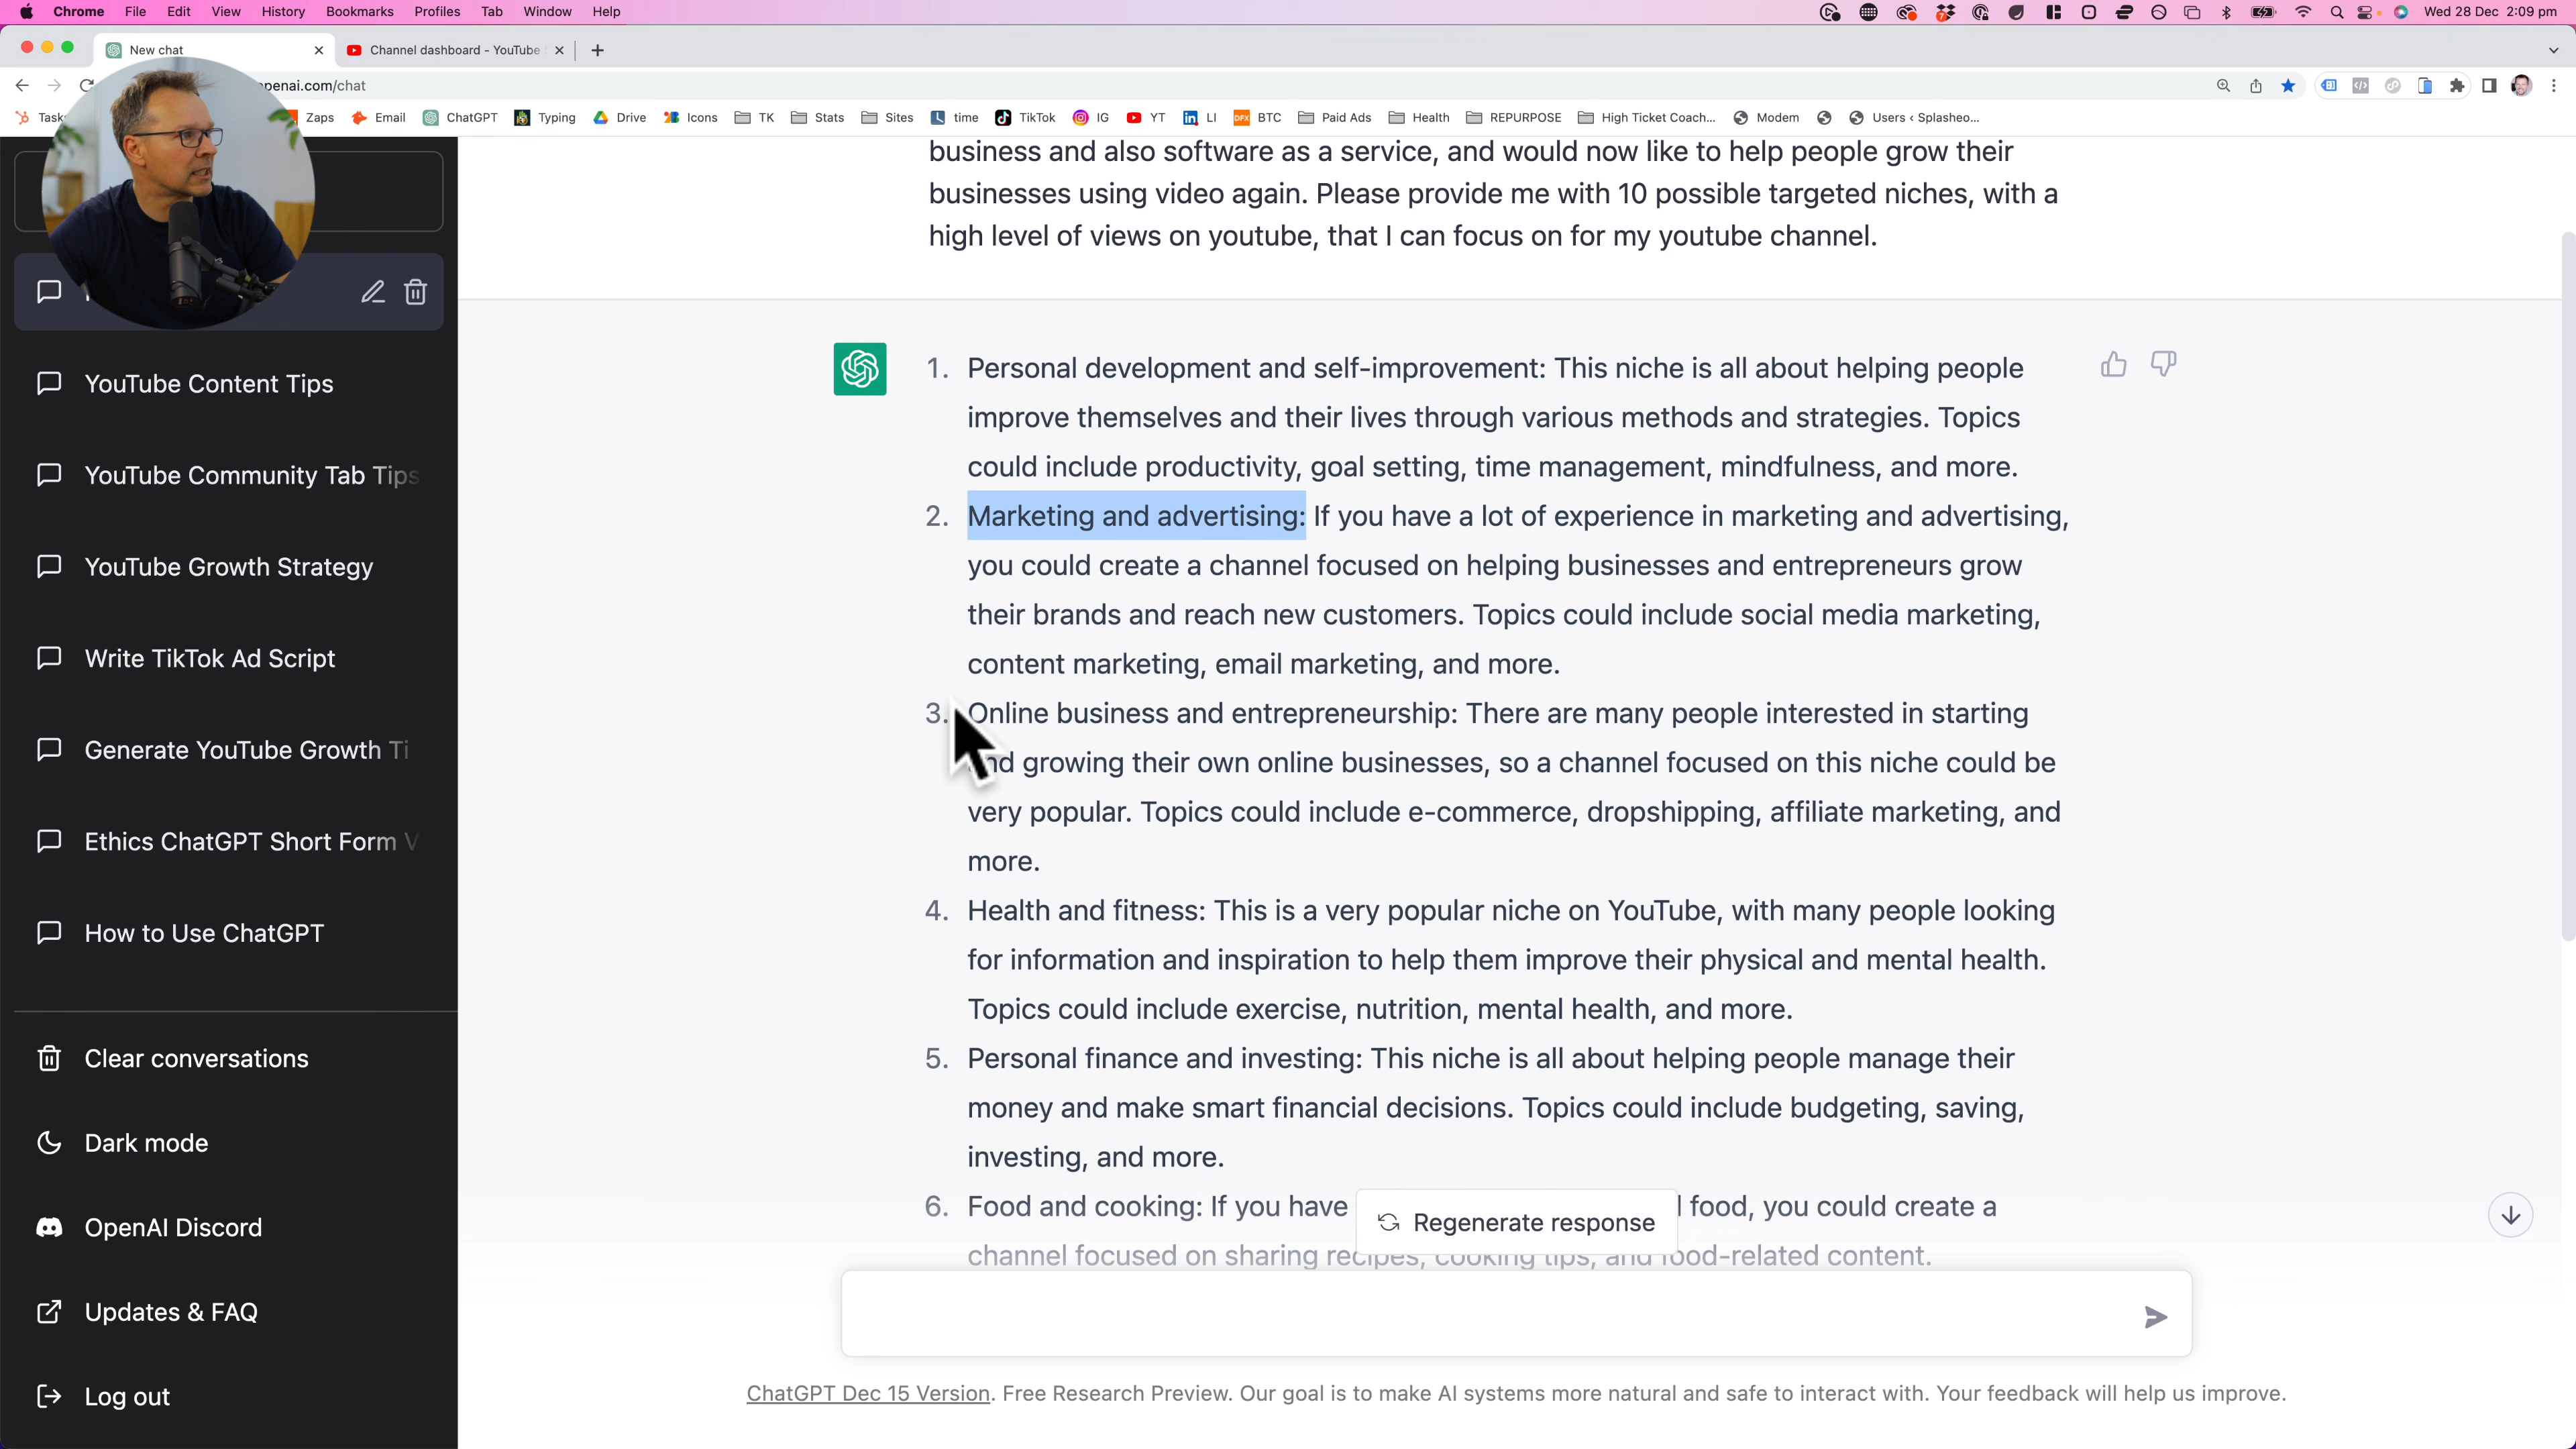 Chrome File Edit View History Bookmarks Profiles Tab Window Help
7
Wed 28 Dec 2:09 pm
New chat
Channel dashboard - YouTube
openai.com/chat
Zaps Email ChatGPT Typing Drive Icons TK Stats Sites time TikTok IG YT LI BTC Paid Ads Health REPURPOSE High Ticket Coach... Modem Users ‹ Splasheo...
YouTube Content Tips
YouTube Community Tab Tips
YouTube Growth Strategy
Write TikTok Ad Script
Generate YouTube Growth Ti
Ethics ChatGPT Short Form V
How to Use ChatGPT
Clear conversations
Dark mode
OpenAI Discord
Updates & FAQ
Log out
business and also software as a service, and would now like to help people grow their
businesses using video again. Please provide me with 10 possible targeted niches, with a
high level of views on youtube, that I can focus on for my youtube channel.
1. Personal development and self-improvement: This niche is all about helping people
improve themselves and their lives through various methods and strategies. Topics
could include productivity, goal setting, time management, mindfulness, and more.
2. Marketing and advertising: If you have a lot of experience in marketing and advertising,
you could create a channel focused on helping businesses and entrepreneurs grow
their brands and reach new customers. Topics could include social media marketing,
content marketing, email marketing, and more.
3. Online business and entrepreneurship: There are many people interested in starting
and growing their own online businesses, so a channel focused on this niche could be
very popular. Topics could include e-commerce, dropshipping, affiliate marketing, and
more.
4. Health and fitness: This is a very popular niche on YouTube, with many people looking
for information and inspiration to help them improve their physical and mental health.
Topics could include exercise, nutrition, mental health, and more.
5. Personal finance and investing: This niche is all about helping people manage their
money and make smart financial decisions. Topics could include budgeting, saving,
investing, and more.
6. Food and cooking: If you have food, you could create a
channel focused on sharing recipes, cooking tips, and food-related content.
Regenerate response
ChatGPT Dec 15 Version. Free Research Preview. Our goal is to make AI systems more natural and safe to interact with. Your feedback will help us improve.